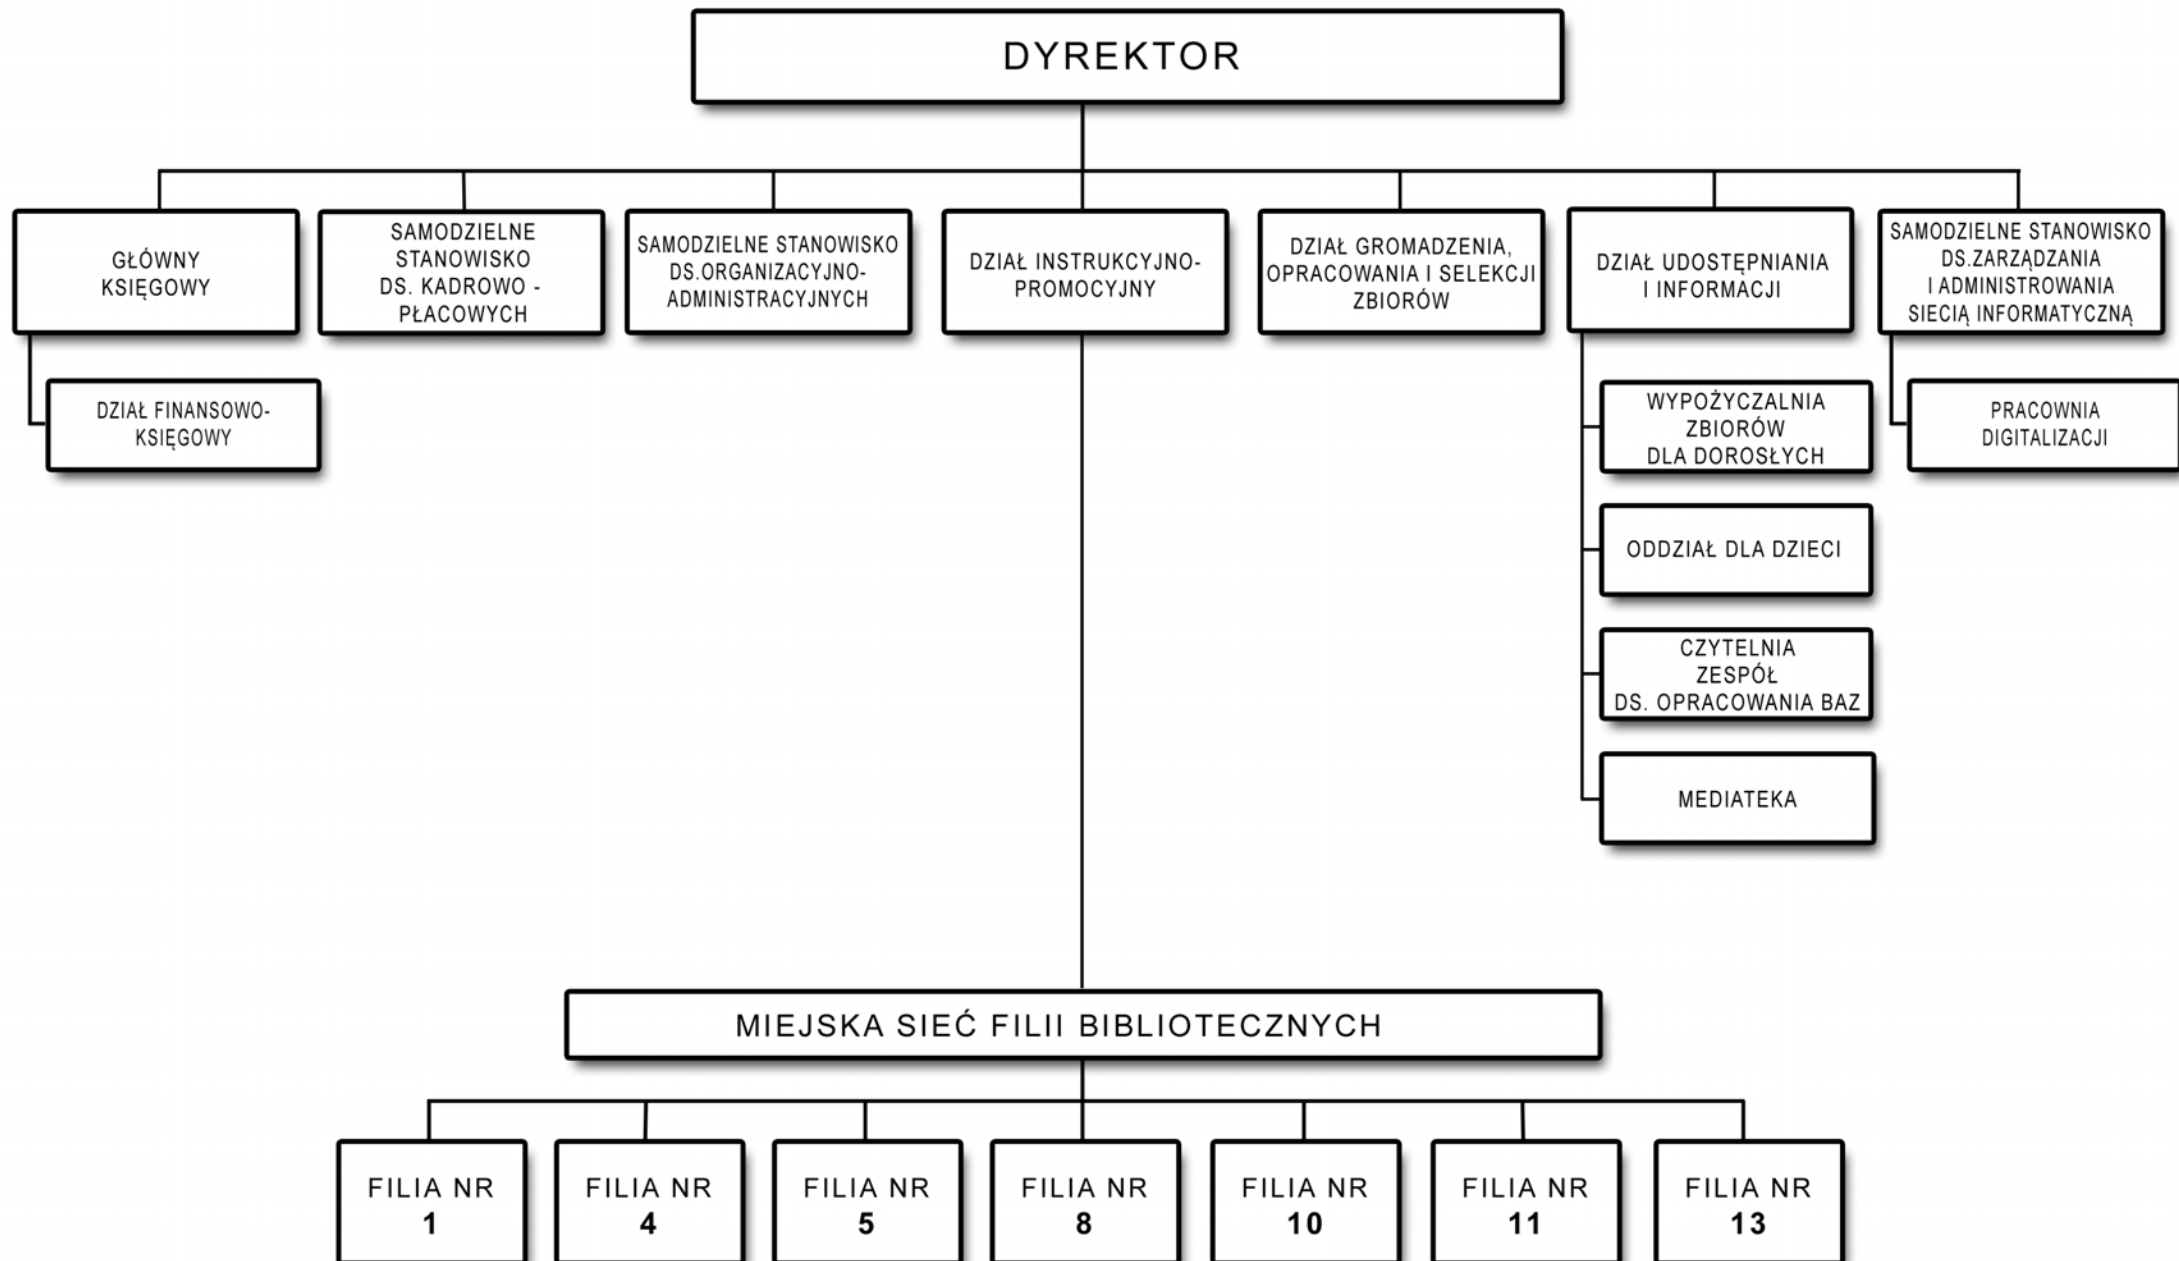 DYREKTOR
GŁÓWNY
KSIĘGOWY
SAMODZIELNE
STANOWISKO
DS. KADROWO -
PŁACOWYCH
SAMODZIELNE STANOWISKO
DS.ORGANIZACYJNO-
ADMINISTRACYJNYCH
DZIAŁ INSTRUKCYJNO-
PROMOCYJNY
DZIAŁ GROMADZENIA,
OPRACOWANIA I SELEKCJI
ZBIORÓW
DZIAŁ UDOSTĘPNIANIA
I INFORMACJI
SAMODZIELNE STANOWISKO
DS.ZARZĄDZANIA
I ADMINISTROWANIA
SIECIĄ INFORMATYCZNĄ
DZIAŁ FINANSOWO-
KSIĘGOWY
WYPOŻYCZALNIA
ZBIORÓW
DLA DOROSŁYCH
PRACOWNIA
DIGITALIZACJI
ODDZIAŁ DLA DZIECI
CZYTELNIA
ZESPÓŁ
DS. OPRACOWANIA BAZ
MEDIATEKA
MIEJSKA SIEĆ FILII BIBLIOTECZNYCH
FILIA NR
1
FILIA NR
4
FILIA NR
5
FILIA NR
8
FILIA NR
10
FILIA NR
11
FILIA NR
13